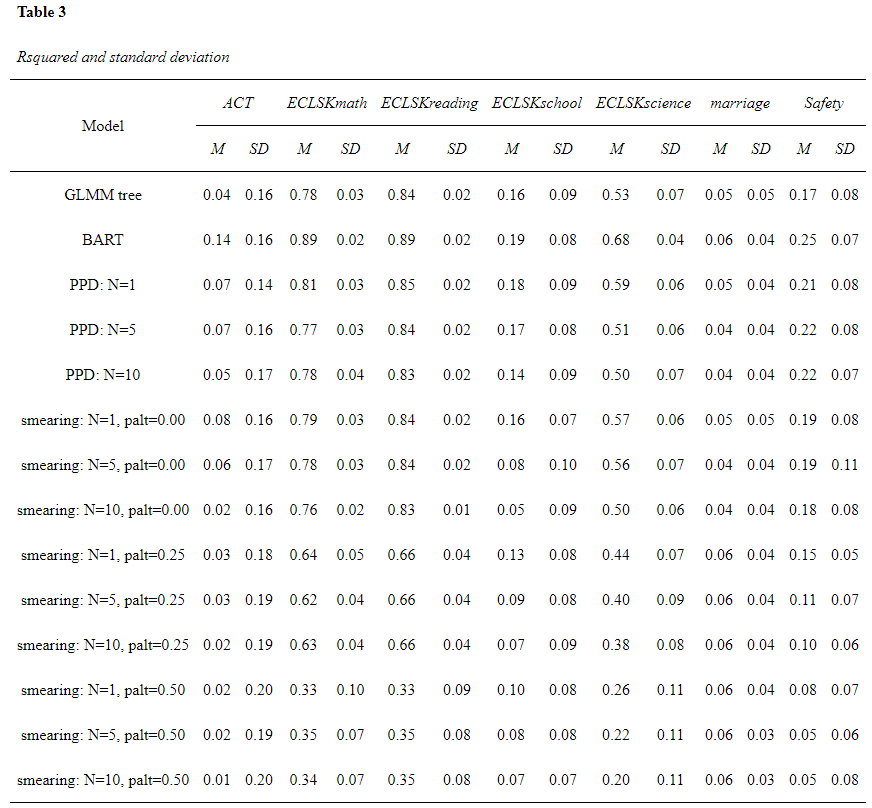 Table 3
Rsquared and standard deviation
Model ACT ECLSKmath ECLSKreading ECLSKschool ECLSKscience marriage Safety
M SD M SD M SD M SD M SD M SD M SD
GLMM tree 0.04 0.16 0.78 0.03 0.84 0.02 0.16 0.09 0.53 0.07 0.05 0.05 0.17 0.08
BART 0.14 0.16 0.89 0.02 0.89 0.02 0.19 0.08 0.68 0.04 0.06 0.04 0.25 0.07
PPD: N=1 0.07 0.14 0.81 0.03 0.85 0.02 0.18 0.09 0.59 0.06 0.05 0.04 0.21 0.08
PPD: N=5 0.07 0.16 0.77 0.03 0.84 0.02 0.17 0.08 0.51 0.06 0.04 0.04 0.22 0.08
PPD: N=10 0.05 0.17 0.78 0.04 0.83 0.02 0.14 0.09 0.50 0.07 0.04 0.04 0.22 0.07
smearing: N=1, palt=0.00 0.08 0.16 0.79 0.03 0.84 0.02 0.16 0.07 0.57 0.06 0.05 0.05 0.19 0.08
smearing: N=5, palt=0.00 0.06 0.17 0.78 0.03 0.84 0.02 0.08 0.10 0.56 0.07 0.04 0.04 0.19 0.11
smearing: N=10, palt=0.00 0.02 0.16 0.76 0.02 0.83 0.01 0.05 0.09 0.50 0.06 0.04 0.04 0.18 0.08
smearing: N=1, palt=0.25 0.03 0.18 0.64 0.05 0.66 0.04 0.13 0.08 0.44 0.07 0.06 0.04 0.15 0.05
smearing: N=5, palt=0.25 0.03 0.19 0.62 0.04 0.66 0.04 0.09 0.08 0.40 0.09 0.06 0.04 0.11 0.07
smearing: N=10, palt=0.25 0.02 0.19 0.63 0.04 0.66 0.04 0.07 0.09 0.38 0.08 0.06 0.04 0.10 0.06
smearing: N=1, palt=0.50 0.02 0.20 0.33 0.10 0.33 0.09 0.10 0.08 0.26 0.11 0.06 0.04 0.08 0.07
smearing: N=5, palt=0.50 0.02 0.19 0.35 0.07 0.35 0.08 0.08 0.08 0.22 0.11 0.06 0.03 0.05 0.06
smearing: N=10, palt=0.50 0.01 0.20 0.34 0.07 0.35 0.08 0.07 0.07 0.20 0.11 0.06 0.03 0.05 0.08